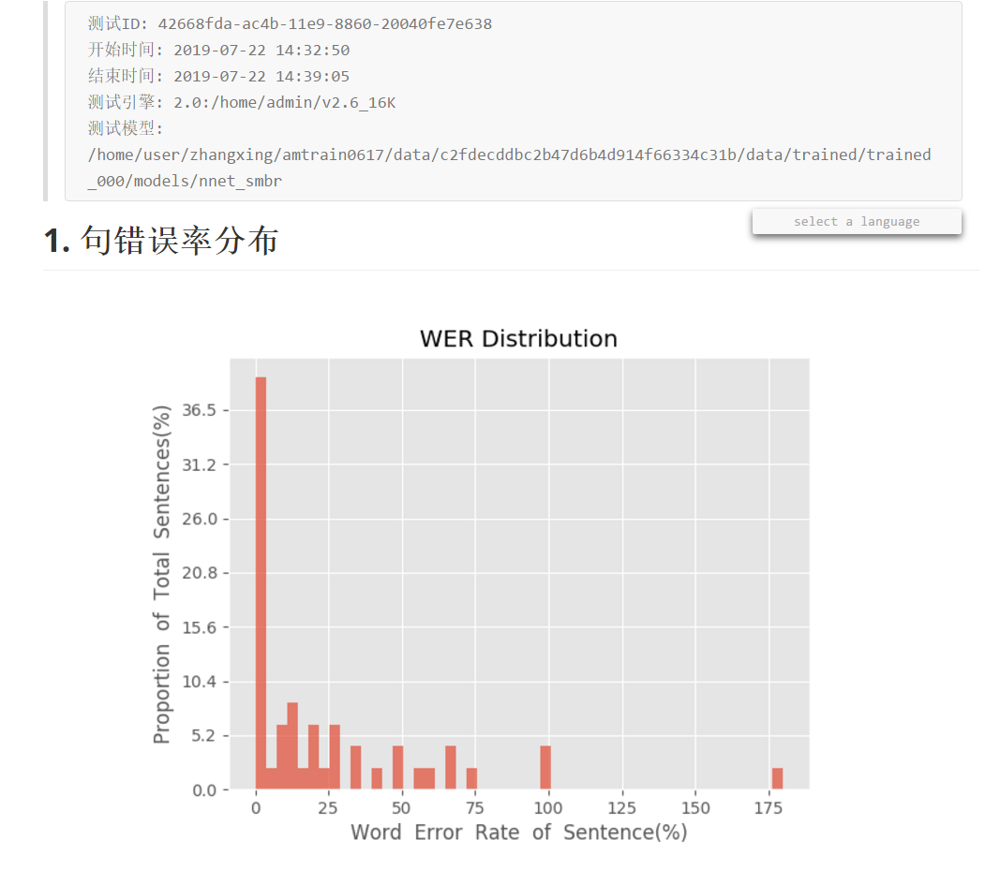 测试ID: 42668fda-ac4b-11e9-8860-20040fe7e638
开始时间: 2019-07-22 14:32:50
结束时间: 2019-07-22 14:39:05
测试引擎: 2.0:/home/admin/v2.6_16K
测试模型:
/home/user/zhangxing/amtrain0617/data/c2fdecddbc2b47d6b4d914f66334c31b/data/trained/trained
_000/models/nnet_smbr
select a language
1. 句错误率分布
WER Distribution
Proportion of Total Sentences(%)
36.5
31.2
26.0
20.8
15.6
10.4
5.2
0.0
0 25 50 75 100 125 150 175
Word Error Rate of Sentence(%)